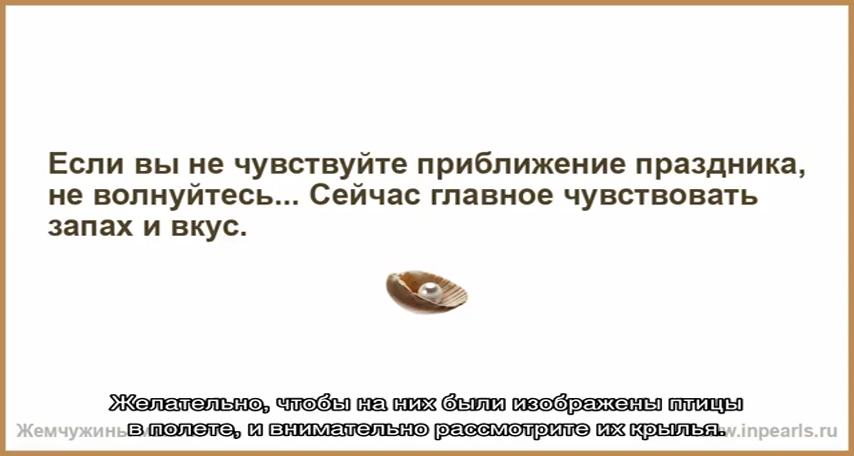 Если вы не чувствуйте приближение праздника,
не волнуйтесь... Сейчас главное чувствовать
запах и вкус.
Желательно, чтобы на них были изображены птицы
в полете, и внимательно рассмотрите их крылья.
.inpearls.ru